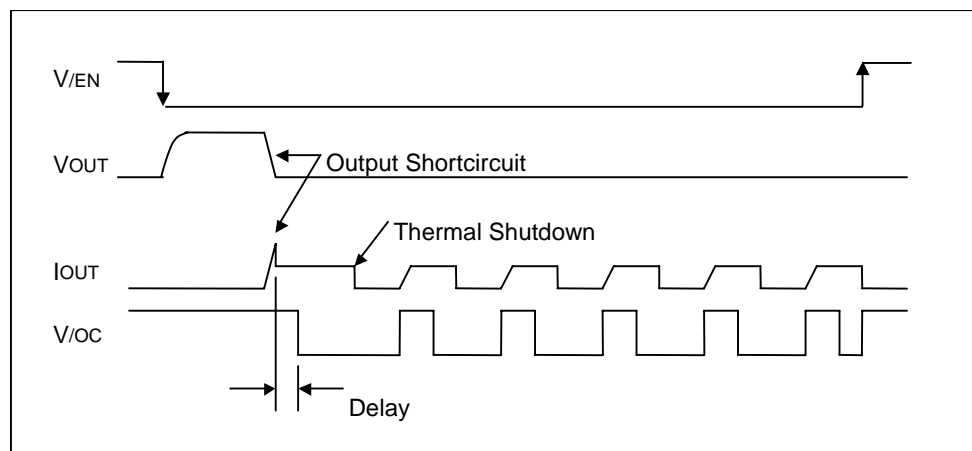 V/EN
VOUT
Output Shortcircuit
Thermal Shutdown
IOUT
V/OC
Delay